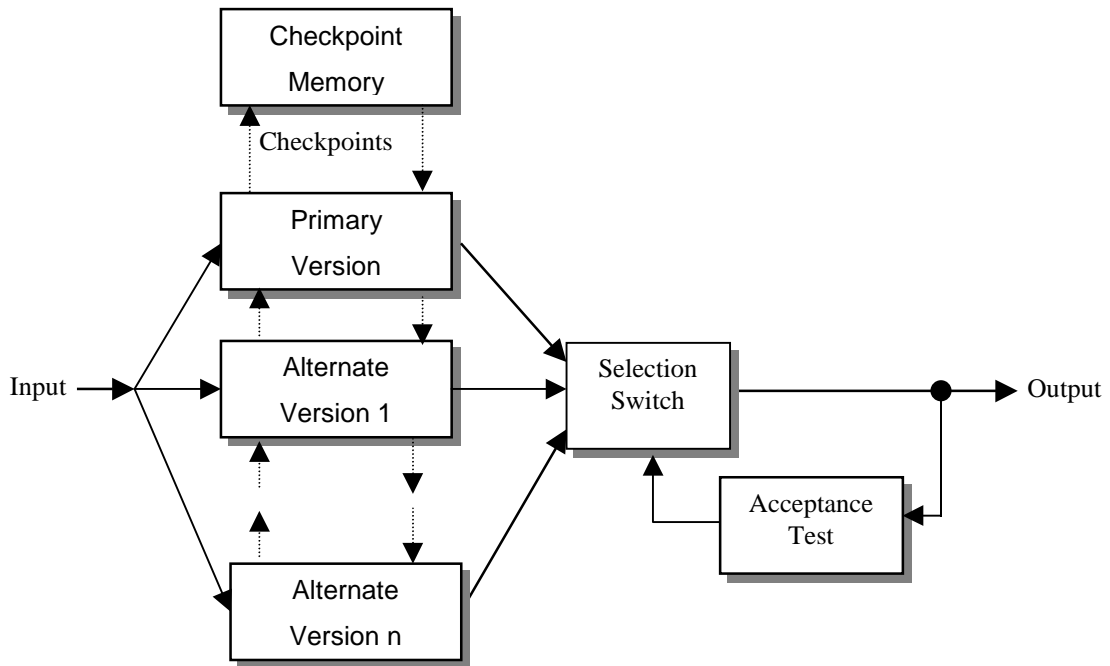 Checkpoint
Memory
Checkpoints
Primary
Version
Input
Alternate
Version 1
Selection
Switch
Output
Acceptance
Test
Alternate
Version n